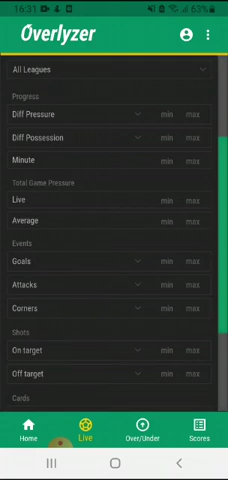 16:31 63%
Overlyzer
All Leagues
Progress
Diff Pressure min max
Diff Possession min max
Minute min max
Total Game Pressure
Live min max
Average min max
Events
Goals min max
Attacks min max
Corners min max
Shots
On target min max
Off target min max
Cards
Home Live Over/Under Scores